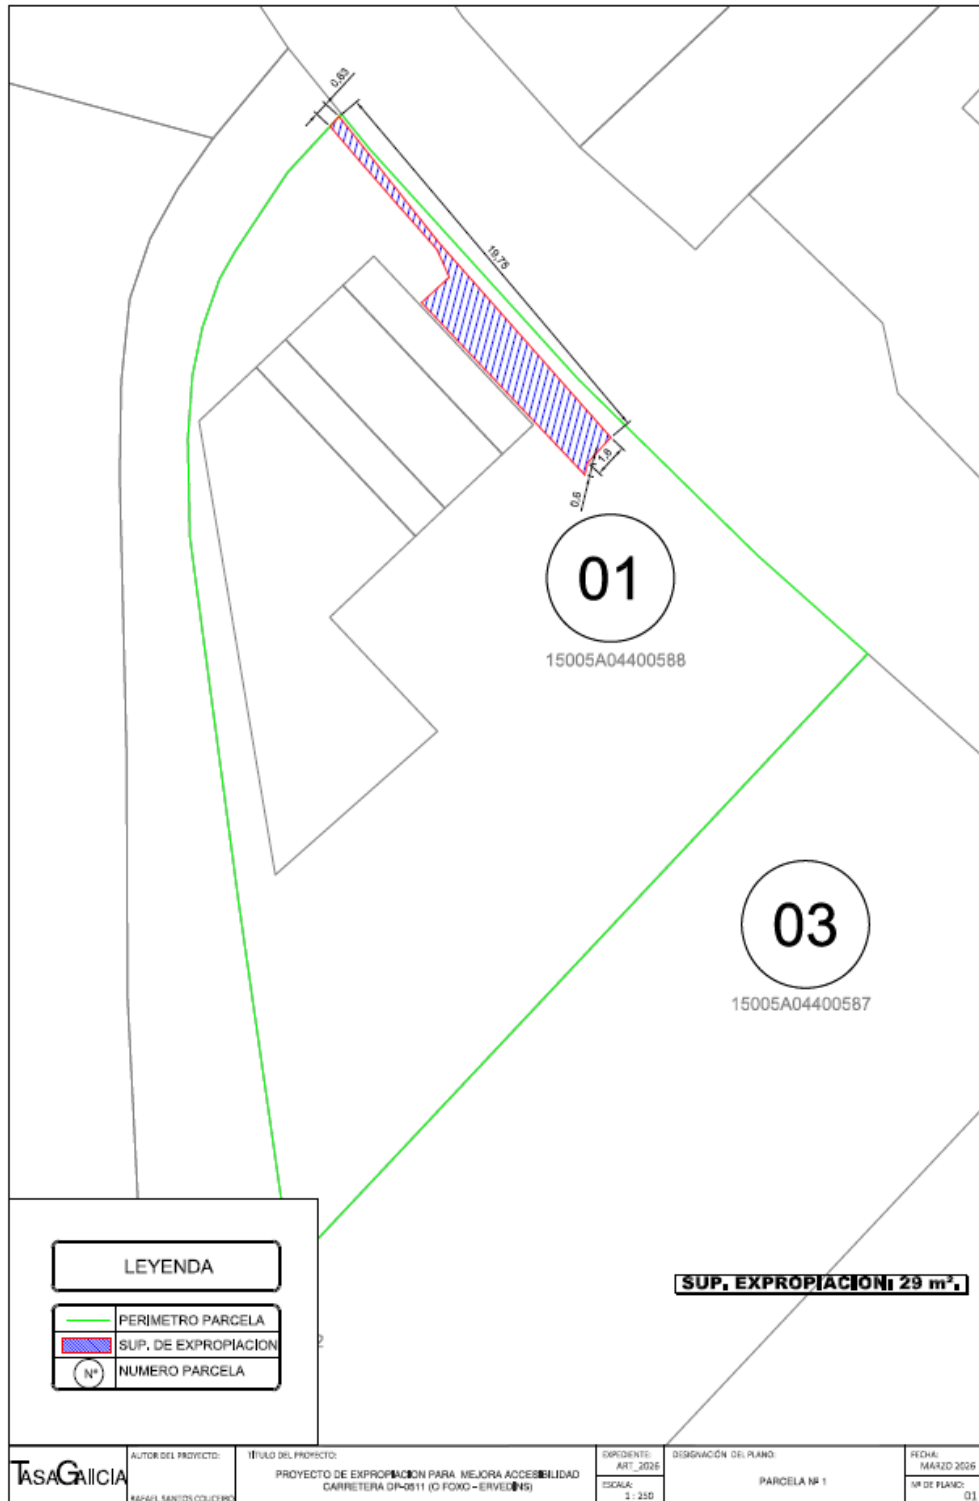 0,63
19,75
1,8
0,6
01
15005A04400588
03
15005A04400587
LEYENDA
PERIMETRO PARCELA
SUP. DE EXPROPIACION
Nº NUMERO PARCELA
2
SUP. EXPROPIACION: 29 m².
TASAGALICIA
AUTOR DEL PROYECTO:
RAFAEL SANTOS COUCEIRO
TÍTULO DEL PROYECTO:
PROYECTO DE EXPROPIACION PARA MEJORA ACCESIBILIDAD
CARRETERA DP-0511 (O FOXO - ERVEDINS)
EXPEDIENTE:
ART_2026
ESCALA:
1 : 250
DESIGNACIÓN DEL PLANO:
PARCELA Nº 1
FECHA:
MARZO 2026
Nº DE PLANO:
01